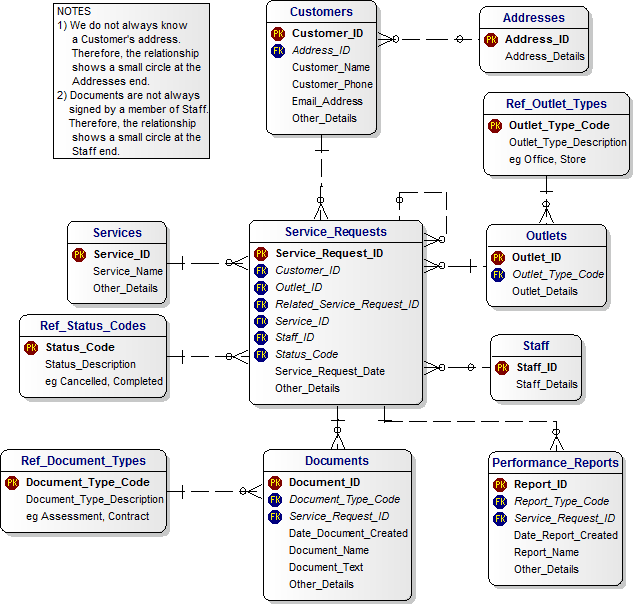 NOTES
1) We do not always know
a Customer's address.
Therefore, the relationship
shows a small circle at the
Addresses end.
2) Documents are not always
signed by a member of Staff.
Therefore, the relationship
shows a small circle at the
Staff end.
Customers
PK Customer_ID
FK Address_ID
Customer_Name
Customer_Phone
Email_Address
Other_Details
Addresses
PK Address_ID
Address_Details
Ref_Outlet_Types
PK Outlet_Type_Code
Outlet_Type_Description
eg Office, Store
Services
PK Service_ID
Service_Name
Other_Details
Service_Requests
PK Service_Request_ID
FK Customer_ID
FK Outlet_ID
FK Related_Service_Request_ID
FK Service_ID
FK Staff_ID
FK Status_Code
Service_Request_Date
Other_Details
Outlets
PK Outlet_ID
FK Outlet_Type_Code
Outlet_Details
Ref_Status_Codes
PK Status_Code
Status_Description
eg Cancelled, Completed
Staff
PK Staff_ID
Staff_Details
Ref_Document_Types
PK Document_Type_Code
Document_Type_Description
eg Assessment, Contract
Documents
PK Document_ID
FK Document_Type_Code
FK Service_Request_ID
Date_Document_Created
Document_Name
Document_Text
Other_Details
Performance_Reports
PK Report_ID
FK Report_Type_Code
FK Service_Request_ID
Date_Report_Created
Report_Name
Other_Details